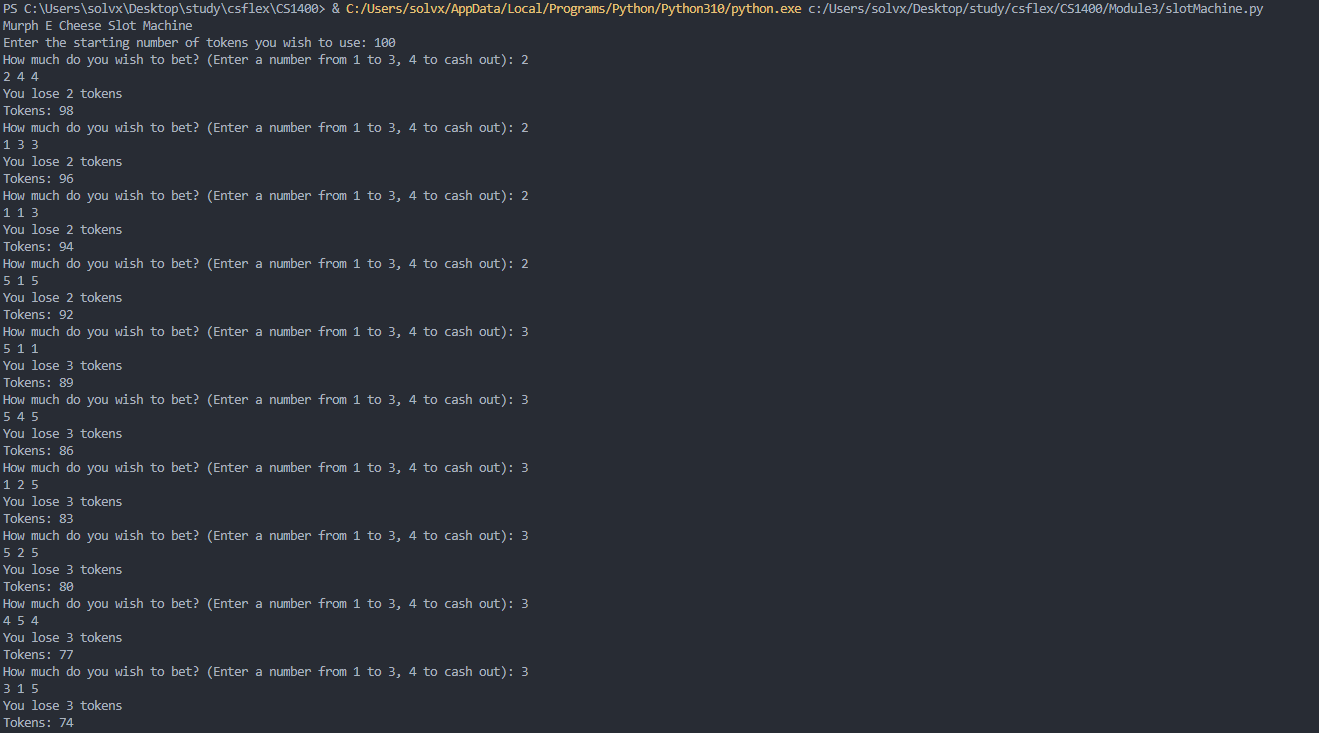 PS C:\Users\solvx\Desktop\study\csflex\CS1400> & C:/Users/solvx/AppData/Local/Programs/Python/Python310/python.exe c:/Users/solvx/Desktop/study/csflex/CS1400/Module3/slotMachine.py
Murph E Cheese Slot Machine
Enter the starting number of tokens you wish to use: 100
How much do you wish to bet? (Enter a number from 1 to 3, 4 to cash out): 2
2 4 4
You lose 2 tokens
Tokens: 98
How much do you wish to bet? (Enter a number from 1 to 3, 4 to cash out): 2
1 3 3
You lose 2 tokens
Tokens: 96
How much do you wish to bet? (Enter a number from 1 to 3, 4 to cash out): 2
1 1 3
You lose 2 tokens
Tokens: 94
How much do you wish to bet? (Enter a number from 1 to 3, 4 to cash out): 2
5 1 5
You lose 2 tokens
Tokens: 92
How much do you wish to bet? (Enter a number from 1 to 3, 4 to cash out): 3
5 1 1
You lose 3 tokens
Tokens: 89
How much do you wish to bet? (Enter a number from 1 to 3, 4 to cash out): 3
5 4 5
You lose 3 tokens
Tokens: 86
How much do you wish to bet? (Enter a number from 1 to 3, 4 to cash out): 3
1 2 5
You lose 3 tokens
Tokens: 83
How much do you wish to bet? (Enter a number from 1 to 3, 4 to cash out): 3
5 2 5
You lose 3 tokens
Tokens: 80
How much do you wish to bet? (Enter a number from 1 to 3, 4 to cash out): 3
4 5 4
You lose 3 tokens
Tokens: 77
How much do you wish to bet? (Enter a number from 1 to 3, 4 to cash out): 3
3 1 5
You lose 3 tokens
Tokens: 74